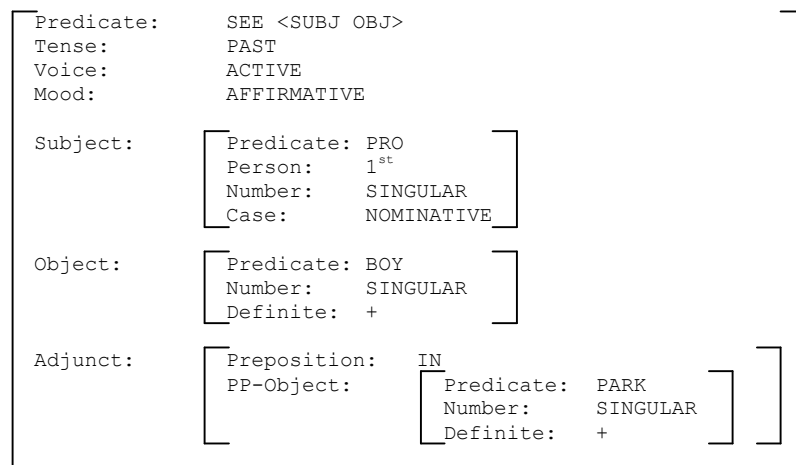 Predicate: SEE <SUBJ OBJ>
Tense: PAST
Voice: ACTIVE
Mood: AFFIRMATIVE
Subject: Predicate: PRO
Person: 1st
Number: SINGULAR
Case: NOMINATIVE
Object: Predicate: BOY
Number: SINGULAR
Definite: +
Adjunct: Preposition: IN
PP-Object: Predicate: PARK
Number: SINGULAR
Definite: +